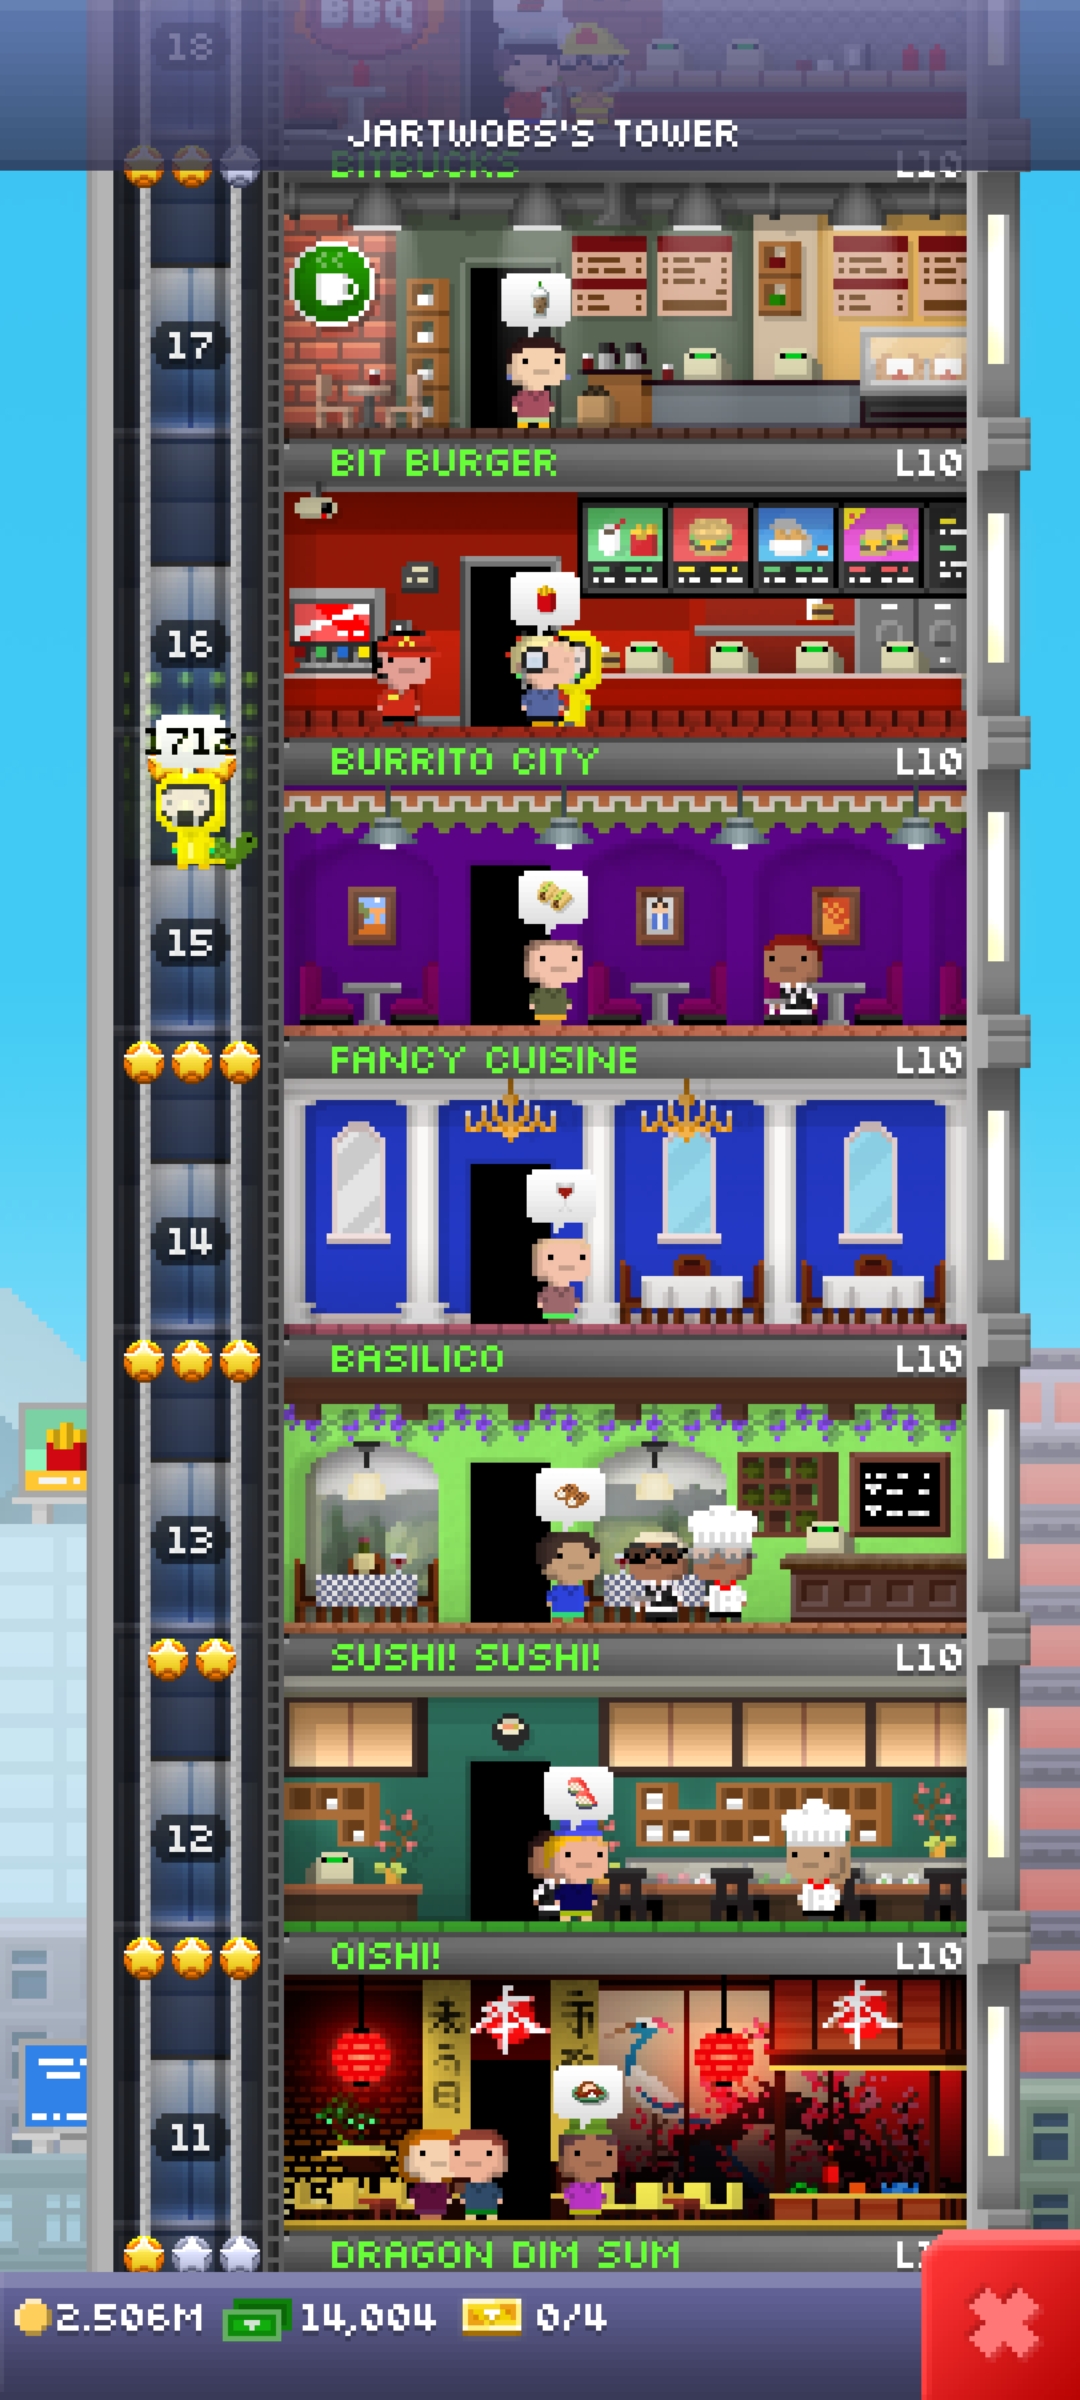 18
BBQ
JARTWOBS'S TOWER
BITBUCKS L10
17
BIT BURGER L10
16
1712
BURRITO CITY L10
15
FANCY CUISINE L10
14
BASILICO L10
13
SUSHI! SUSHI! L10
12
OISHI! L10
11
DRAGON DIM SUM
2.506M 14,004 0/4